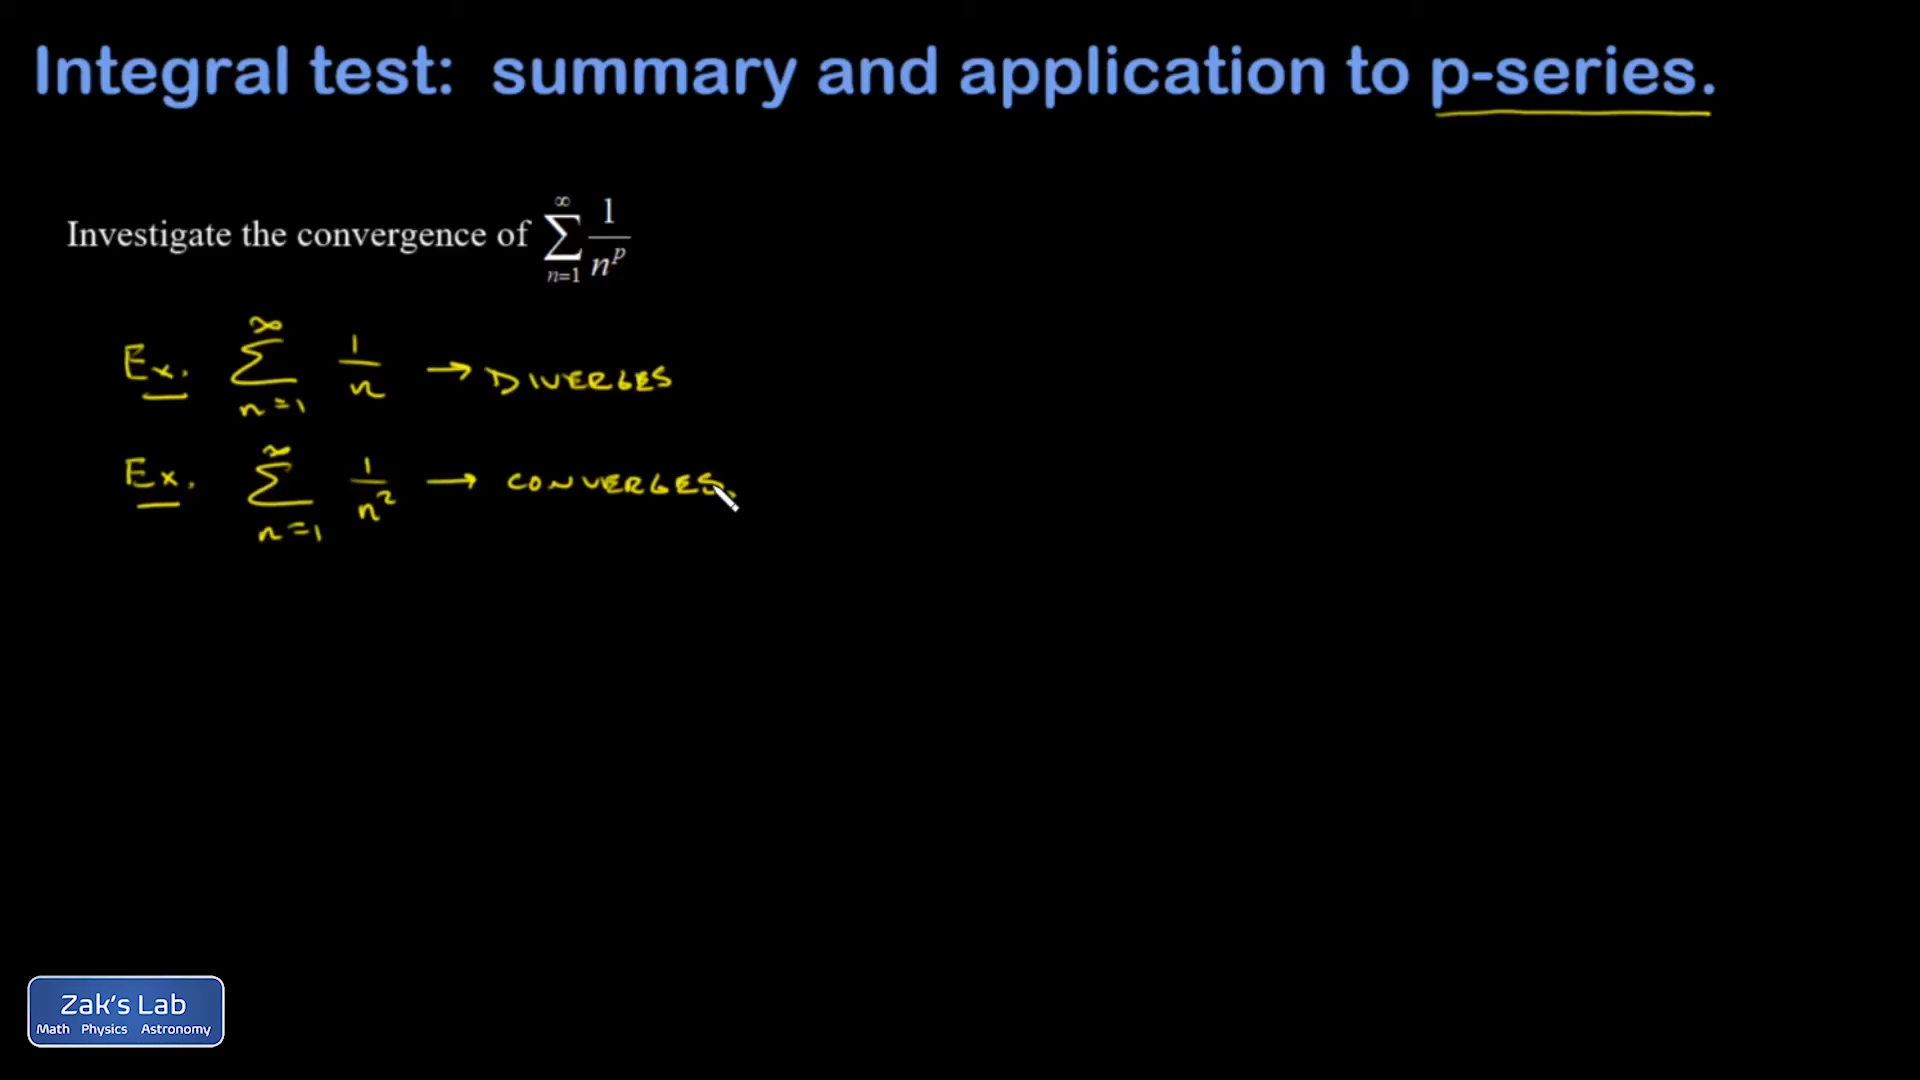 Integral test: summary and application to p-series.
Investigate the convergence of ∑_{n=1}^{∞} 1/n^p
Ex. ∑_{n=1}^{∞} 1/n → DIVERGES
Ex. ∑_{n=1}^{∞} 1/n² → CONVERGES.
Zak's Lab
Math Physics Astronomy